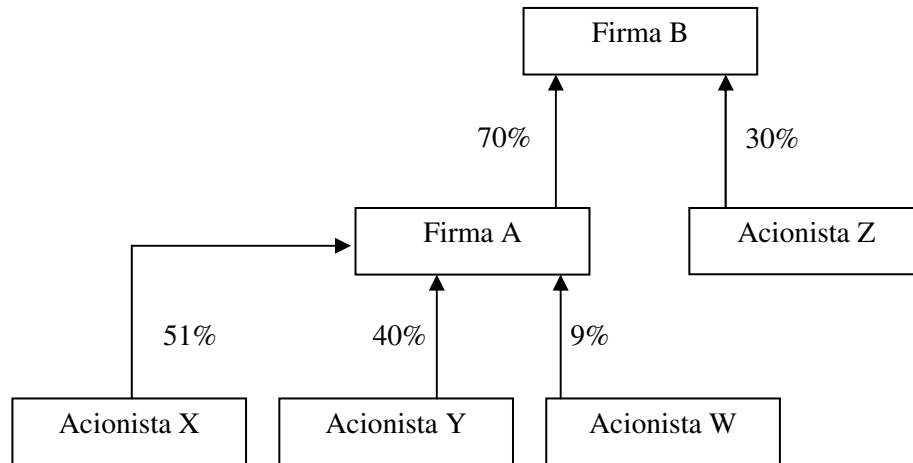 Firma B
70%
30%
Firma A
Acionista Z
51%
40%
9%
Acionista X
Acionista Y
Acionista W